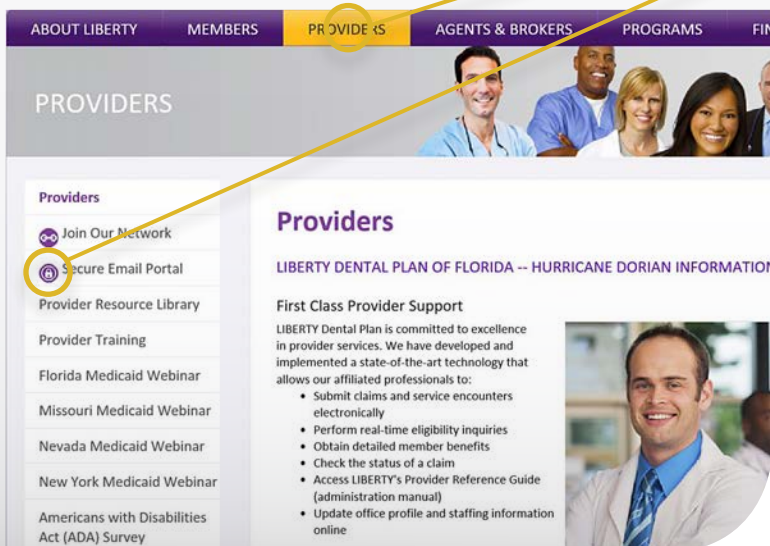 ABOUT LIBERTY MEMBERS PROVIDERS AGENTS & BROKERS PROGRAMS
PROVIDERS
Providers
Join Our Network
Secure Email Portal
Provider Resource Library
Provider Training
Florida Medicaid Webinar
Missouri Medicaid Webinar
Nevada Medicaid Webinar
New York Medicaid Webinar
Americans with Disabilities
Act (ADA) Survey
Providers
LIBERTY DENTAL PLAN OF FLORIDA -- HURRICANE DORIAN INFORMATION
First Class Provider Support
LIBERTY Dental Plan is committed to excellence
in provider services. We have developed and
implemented a state-of-the-art technology that
allows our affiliated professionals to:
• Submit claims and service encounters
electronically
• Perform real-time eligibility inquiries
• Obtain detailed member benefits
• Check the status of a claim
• Access LIBERTY's Provider Reference Guide
(administration manual)
• Update office profile and staffing information
online